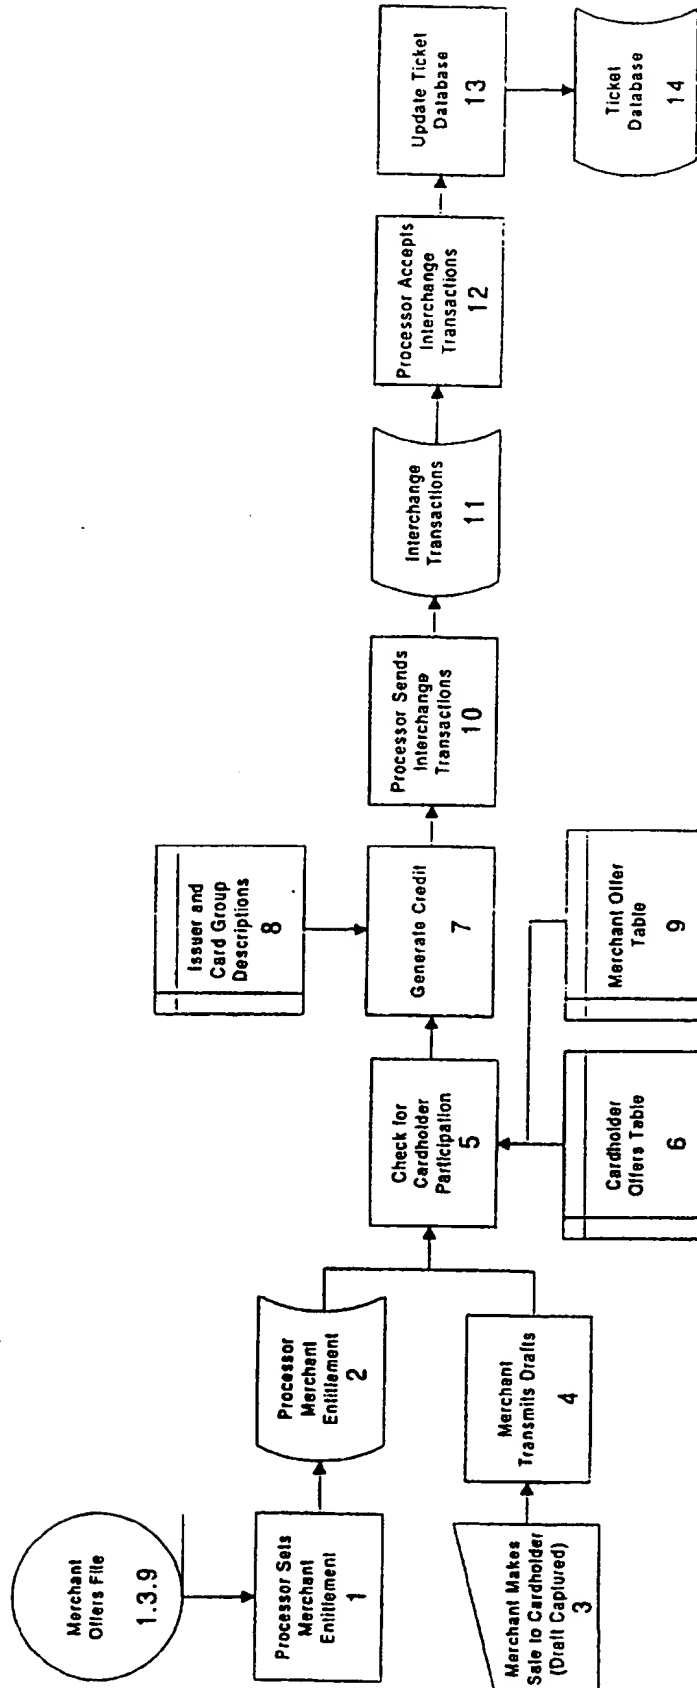 Merchant
Offers File
1.3.9
Processor Sets
Merchant
Entitlement
1
Processor
Merchant
Entitlement
2
Merchant Makes
Sale to Cardholder
(Draft Captured)
3
Merchant
Transmits Drafts
4
Check for
Cardholder
Participation
5
Cardholder
Offers Table
6
Generate Credit
7
Issuer and
Card Group
Descriptions
8
Merchant Offer
Table
9
Processor Sends
Interchange
Transactions
10
Interchange
Transactions
11
Processor Accepts
Interchange
Transactions
12
Update Ticket
Database
13
Ticket
Database
14